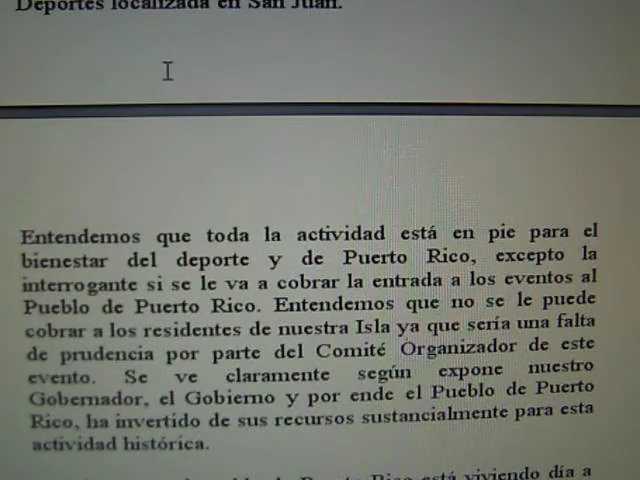 Deportes localizada en San Juan.
Entendemos que toda la actividad está en pie para el
bienestar del deporte y de Puerto Rico, excepto la
interrogante si se le va a cobrar la entrada a los eventos al
Pueblo de Puerto Rico. Entendemos que no se le puede
cobrar a los residentes de nuestra Isla ya que sería una falta
de prudencia por parte del Comité Organizador de este
evento. Se ve claramente según expone nuestro
Gobernador, el Gobierno y por ende el Pueblo de Puerto
Rico, ha invertido de sus recursos sustancialmente para esta
actividad histórica.
de Puerto Rico está viviendo día a